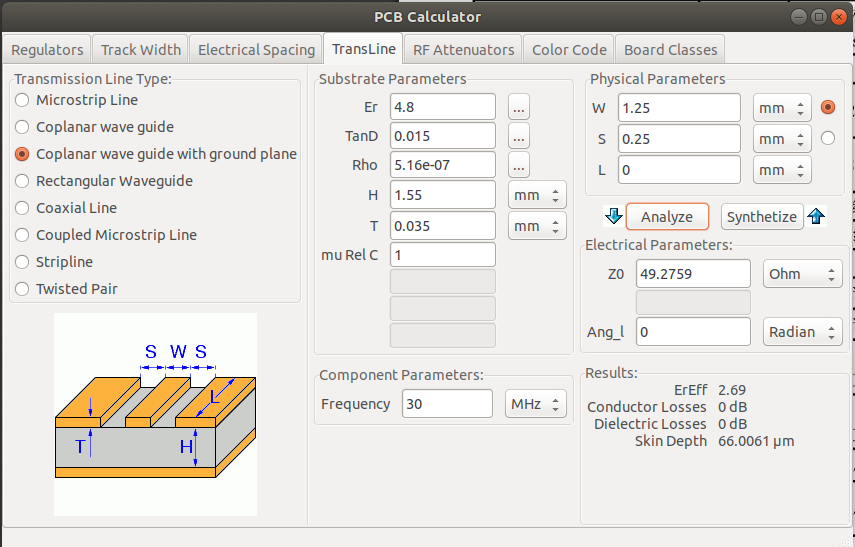 PCB Calculator
Regulators Track Width Electrical Spacing TransLine RF Attenuators Color Code Board Classes
Transmission Line Type:
Microstrip Line
Coplanar wave guide
Coplanar wave guide with ground plane
Rectangular Waveguide
Coaxial Line
Coupled Microstrip Line
Stripline
Twisted Pair
S W S
L
T
H
Substrate Parameters
Er 4.8 ...
TanD 0.015 ...
Rho 5.16e-07 ...
H 1.55 mm
T 0.035 mm
mu Rel C 1
Component Parameters:
Frequency 30 MHz
Physical Parameters
W 1.25 mm
S 0.25 mm
L 0 mm
Analyze Synthetize
Electrical Parameters:
Z0 49.2759 Ohm
Ang_l 0 Radian
Results:
ErEff 2.69
Conductor Losses 0 dB
Dielectric Losses 0 dB
Skin Depth 66.0061 µm